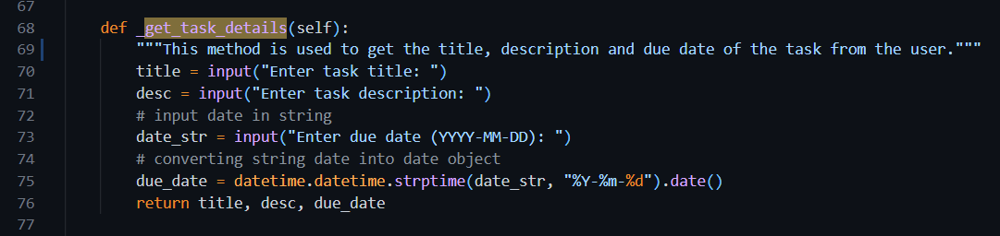 67
68 def _get_task_details(self):
69 """This method is used to get the title, description and due date of the task from the user."""
70 title = input("Enter task title: ")
71 desc = input("Enter task description: ")
72 # input date in string
73 date_str = input("Enter due date (YYYY-MM-DD): ")
74 # converting string date into date object
75 due_date = datetime.datetime.strptime(date_str, "%Y-%m-%d").date()
76 return title, desc, due_date
77